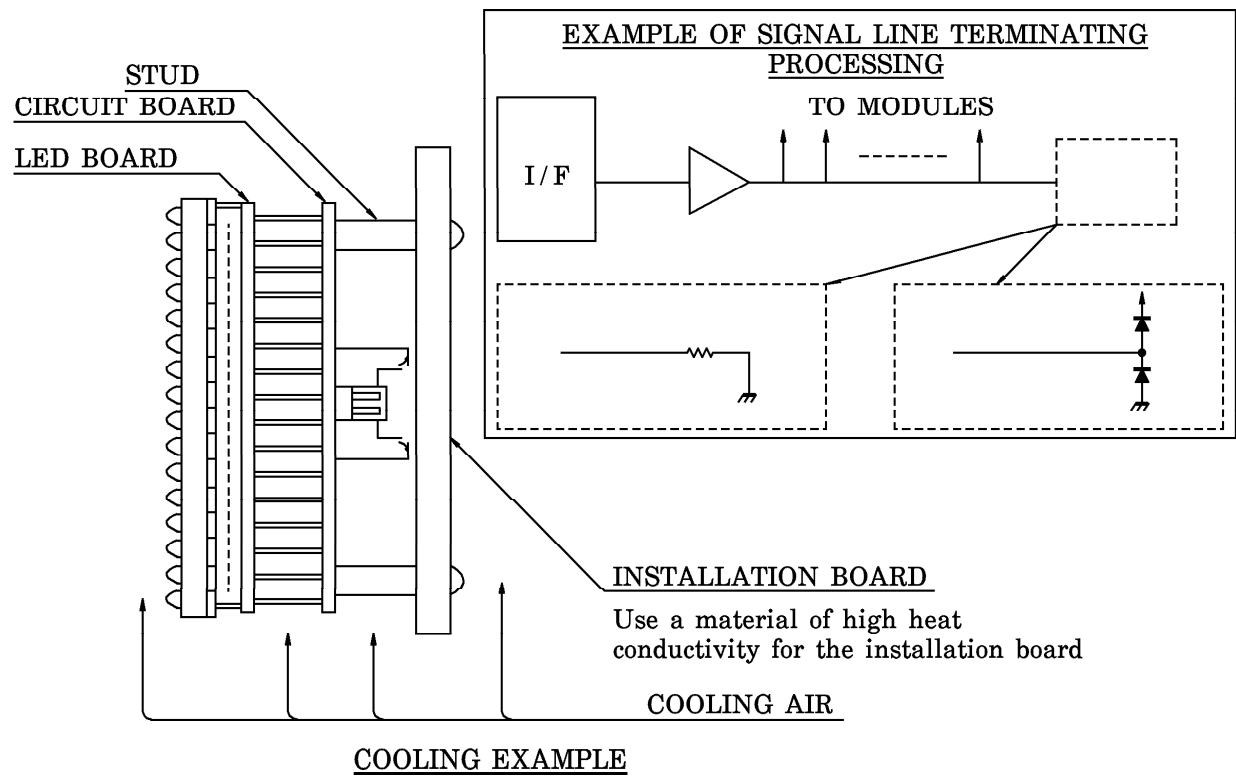 EXAMPLE OF SIGNAL LINE TERMINATING
PROCESSING
STUD
CIRCUIT BOARD
LED BOARD
TO MODULES
I/F
INSTALLATION BOARD
Use a material of high heat
conductivity for the installation board
COOLING AIR
COOLING EXAMPLE